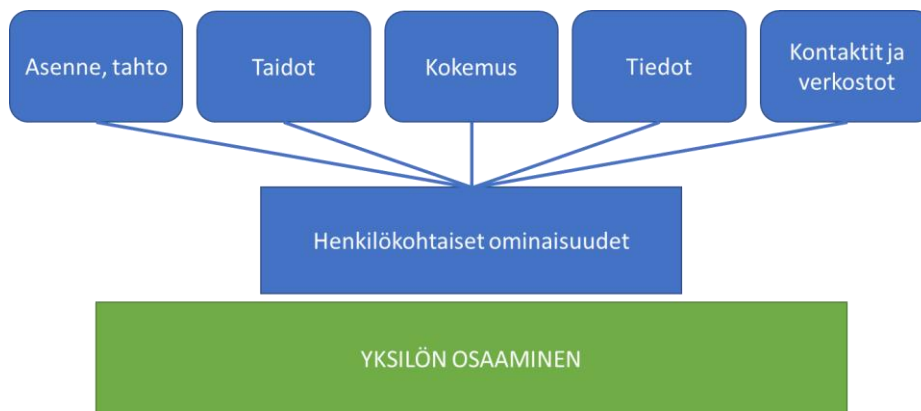 Asenne, tahto
Taidot
Kokemus
Tiedot
Kontaktit ja
verkostot
Henkilökohtaiset ominaisuudet
YKSILÖN OSAAMINEN